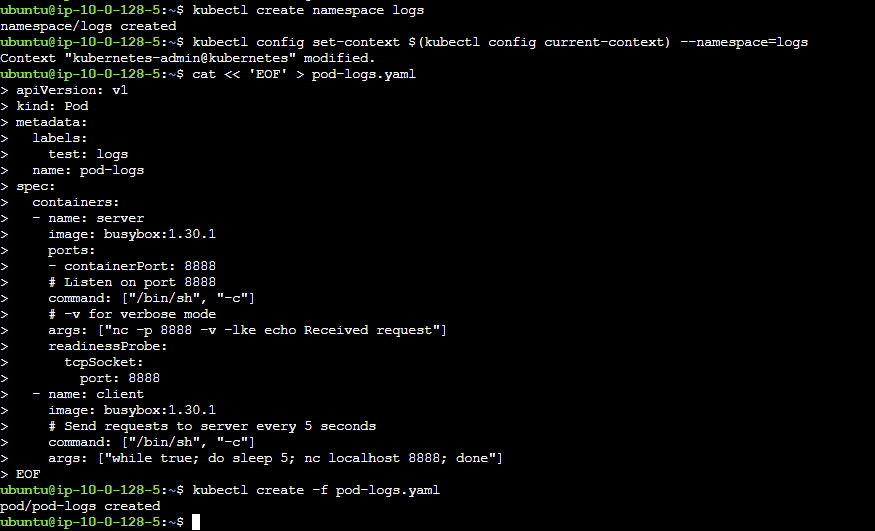 ubuntu@ip-10-0-128-5:~$ kubectl create namespace logs
namespace/logs created
ubuntu@ip-10-0-128-5:~$ kubectl config set-context $(kubectl config current-context) --namespace=logs
Context "kubernetes-admin@kubernetes" modified.
ubuntu@ip-10-0-128-5:~$ cat << 'EOF' > pod-logs.yaml
> apiVersion: v1
> kind: Pod
> metadata:
>   labels:
>     test: logs
>   name: pod-logs
> spec:
>   containers:
>   - name: server
>     image: busybox:1.30.1
>     ports:
>     - containerPort: 8888
>     # Listen on port 8888
>     command: ["/bin/sh", "-c"]
>     # -v for verbose mode
>     args: ["nc -p 8888 -v -lke echo Received request"]
>     readinessProbe:
>       tcpSocket:
>         port: 8888
>   - name: client
>     image: busybox:1.30.1
>     # Send requests to server every 5 seconds
>     command: ["/bin/sh", "-c"]
>     args: ["while true; do sleep 5; nc localhost 8888; done"]
> EOF
ubuntu@ip-10-0-128-5:~$ kubectl create -f pod-logs.yaml
pod/pod-logs created
ubuntu@ip-10-0-128-5:~$